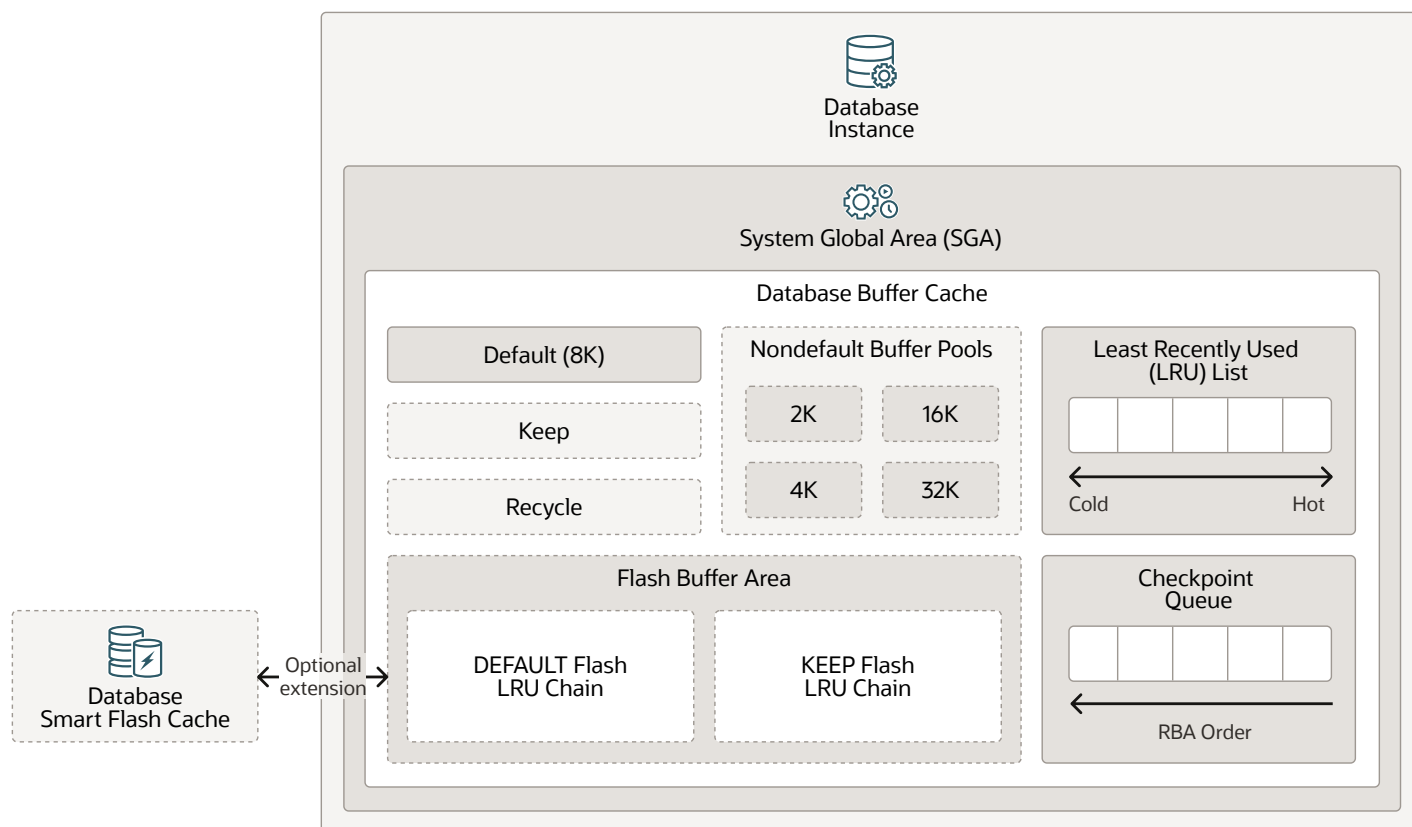 Database
Instance
System Global Area (SGA)
Database Buffer Cache
Default (8K)
Keep
Recycle
Nondefault Buffer Pools
2K
16K
4K
32K
Least Recently Used
(LRU) List
Cold
Hot
Flash Buffer Area
DEFAULT Flash
LRU Chain
KEEP Flash
LRU Chain
Checkpoint
Queue
RBA Order
Optional
extension
Database
Smart Flash Cache